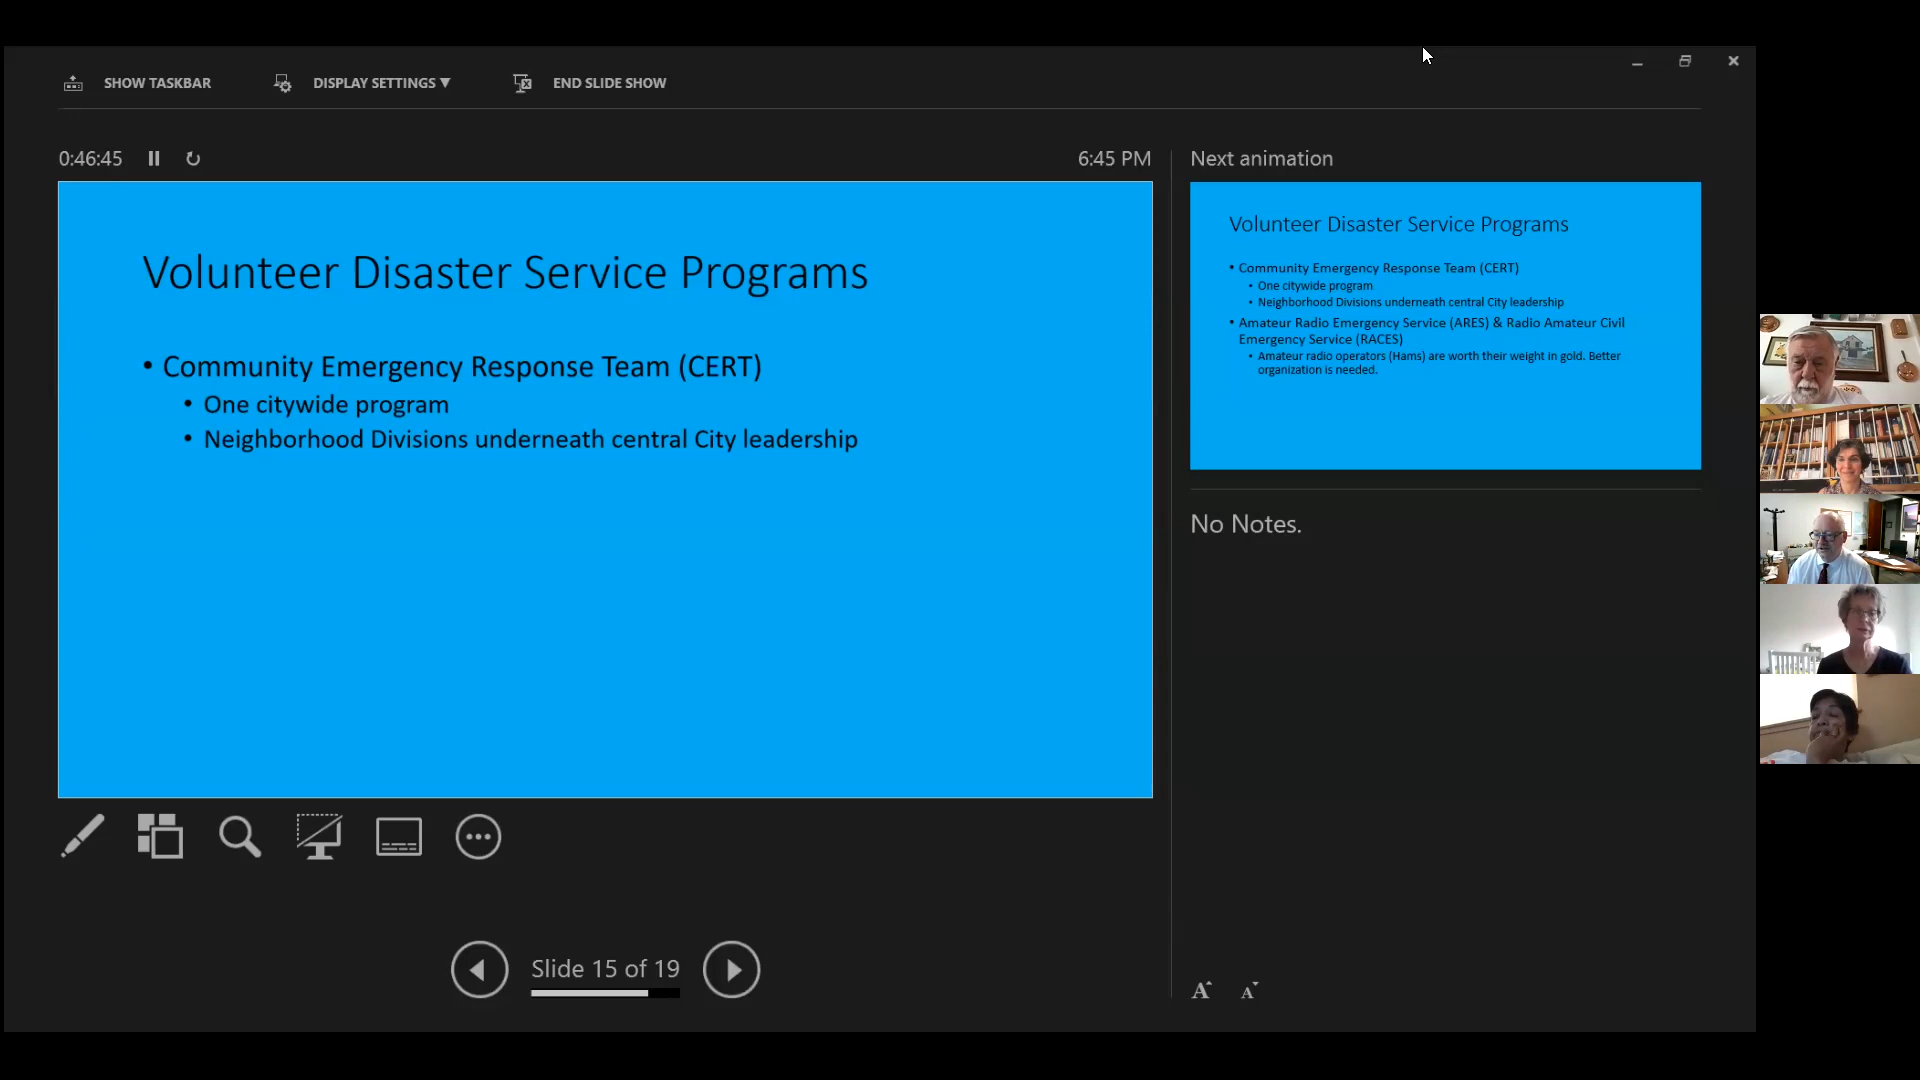 SHOW TASKBAR
DISPLAY SETTINGS ▼
END SLIDE SHOW
0:46:45
6:45 PM
Volunteer Disaster Service Programs
• Community Emergency Response Team (CERT)
• One citywide program
• Neighborhood Divisions underneath central City leadership
Slide 15 of 19
Next animation
Volunteer Disaster Service Programs
• Community Emergency Response Team (CERT)
• One citywide program
• Neighborhood Divisions underneath central City leadership
• Amateur Radio Emergency Service (ARES) & Radio Amateur Civil
Emergency Service (RACES)
• Amateur radio operators (Hams) are worth their weight in gold. Better
organization is needed.
No Notes.
A A